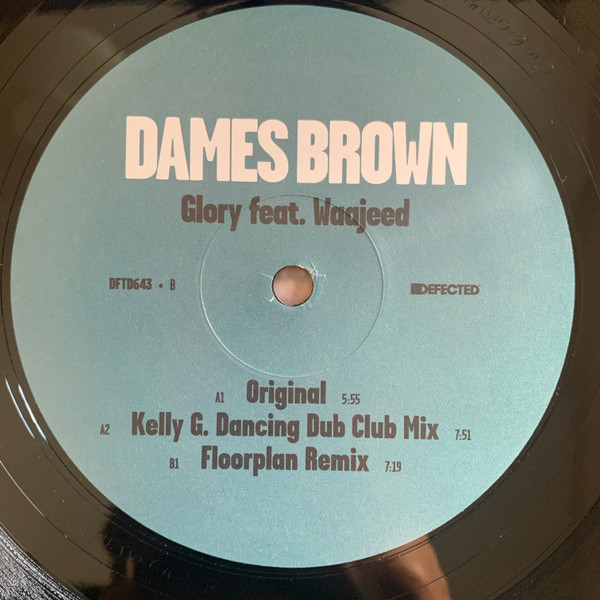 DAMES BROWN
Glory feat. Waajeed
DFTD643 • B
DEFECTED
A1 Original 5:55
A2 Kelly G. Dancing Dub Club Mix 7:51
B1 Floorplan Remix 7:19